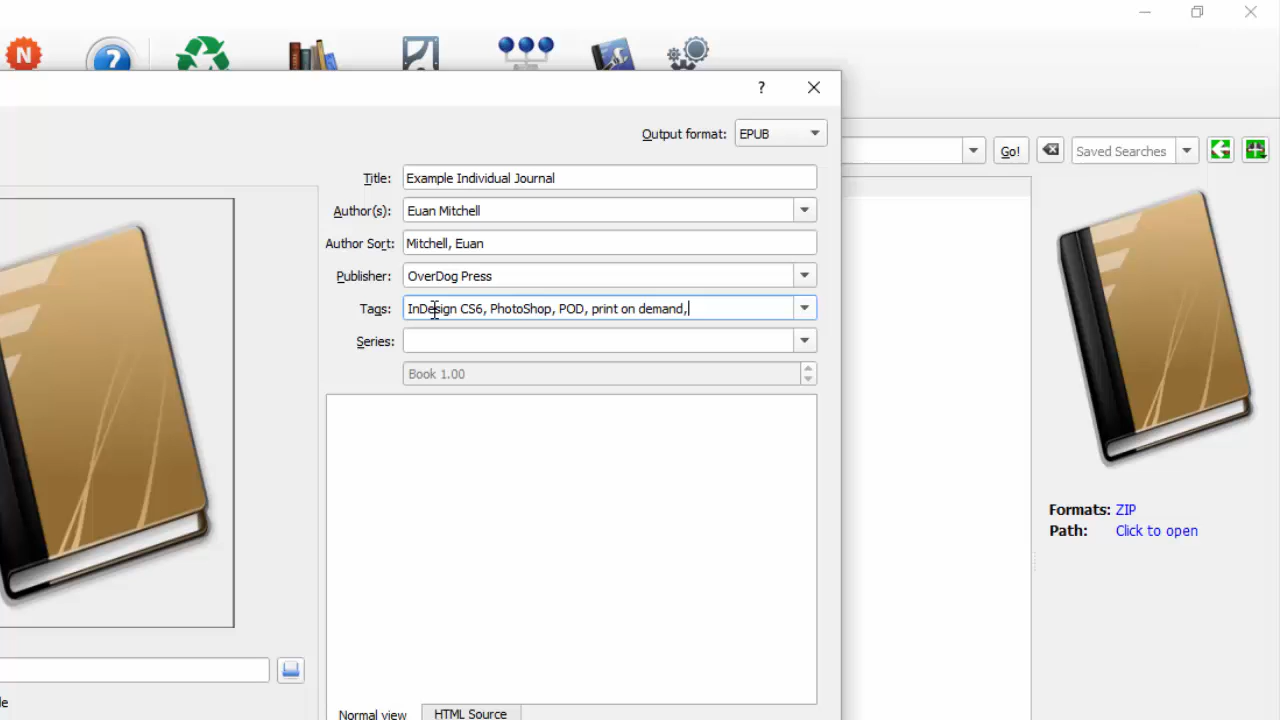 N
?
?
Output format: EPUB
Go! Saved Searches
Title: Example Individual Journal
Author(s): Euan Mitchell
Author Sort: Mitchell, Euan
Publisher: OverDog Press
Tags: InDesign CS6, PhotoShop, POD, print on demand,
Series:
Book 1.00
Formats: ZIP
Path: Click to open
le
Normal view HTML Source